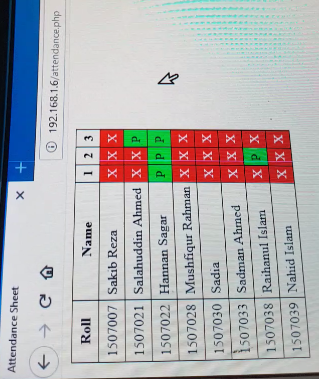 Attendance Sheet
192.168.1.6/attendance.php
Roll Name 1 2 3
1507007 Sakib Reza X X X
1507021 Salahuddin Ahmed X X P
1507022 Hannan Sagar P P P
1507028 Mushfiqur Rahman X X X
1507030 Sadia X X X
1507033 Sadman Ahmed X X X
1507038 Raihanul Islam X P X
1507039 Nahid Islam X X X